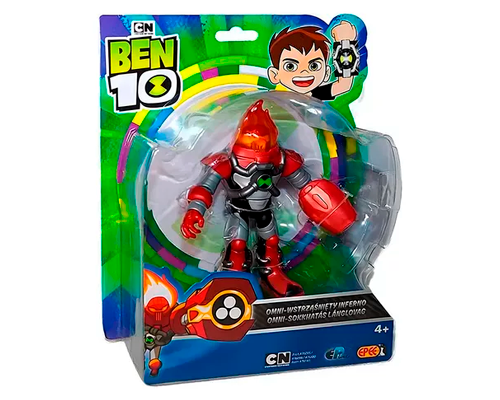 CN
BEN
10
OMNI-WSTRZĄŚNIĘTY INFERNO
OMNI-SOKKHATÁS LÁNGLOVAG
4+
CN
EPEE